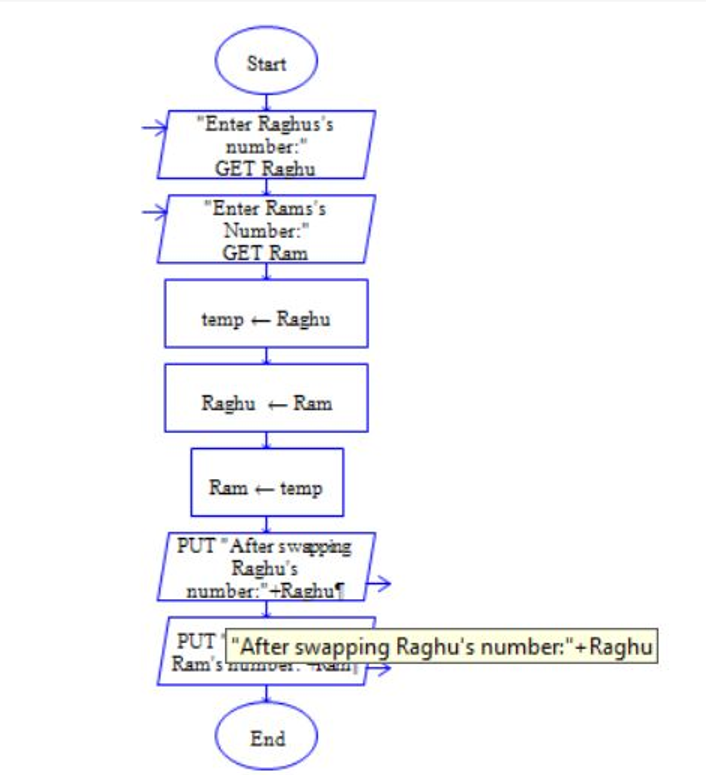 Start
"Enter Raghus's
number:"
GET Raghu
"Enter Rams's
Number:"
GET Ram
temp ← Raghu
Raghu ← Ram
Ram ← temp
PUT "After swapping
Raghu's
number:"+Raghu¶
PUT "
"After swapping Raghu's number:"+Raghu
Ram's number: "+Ram¶
End